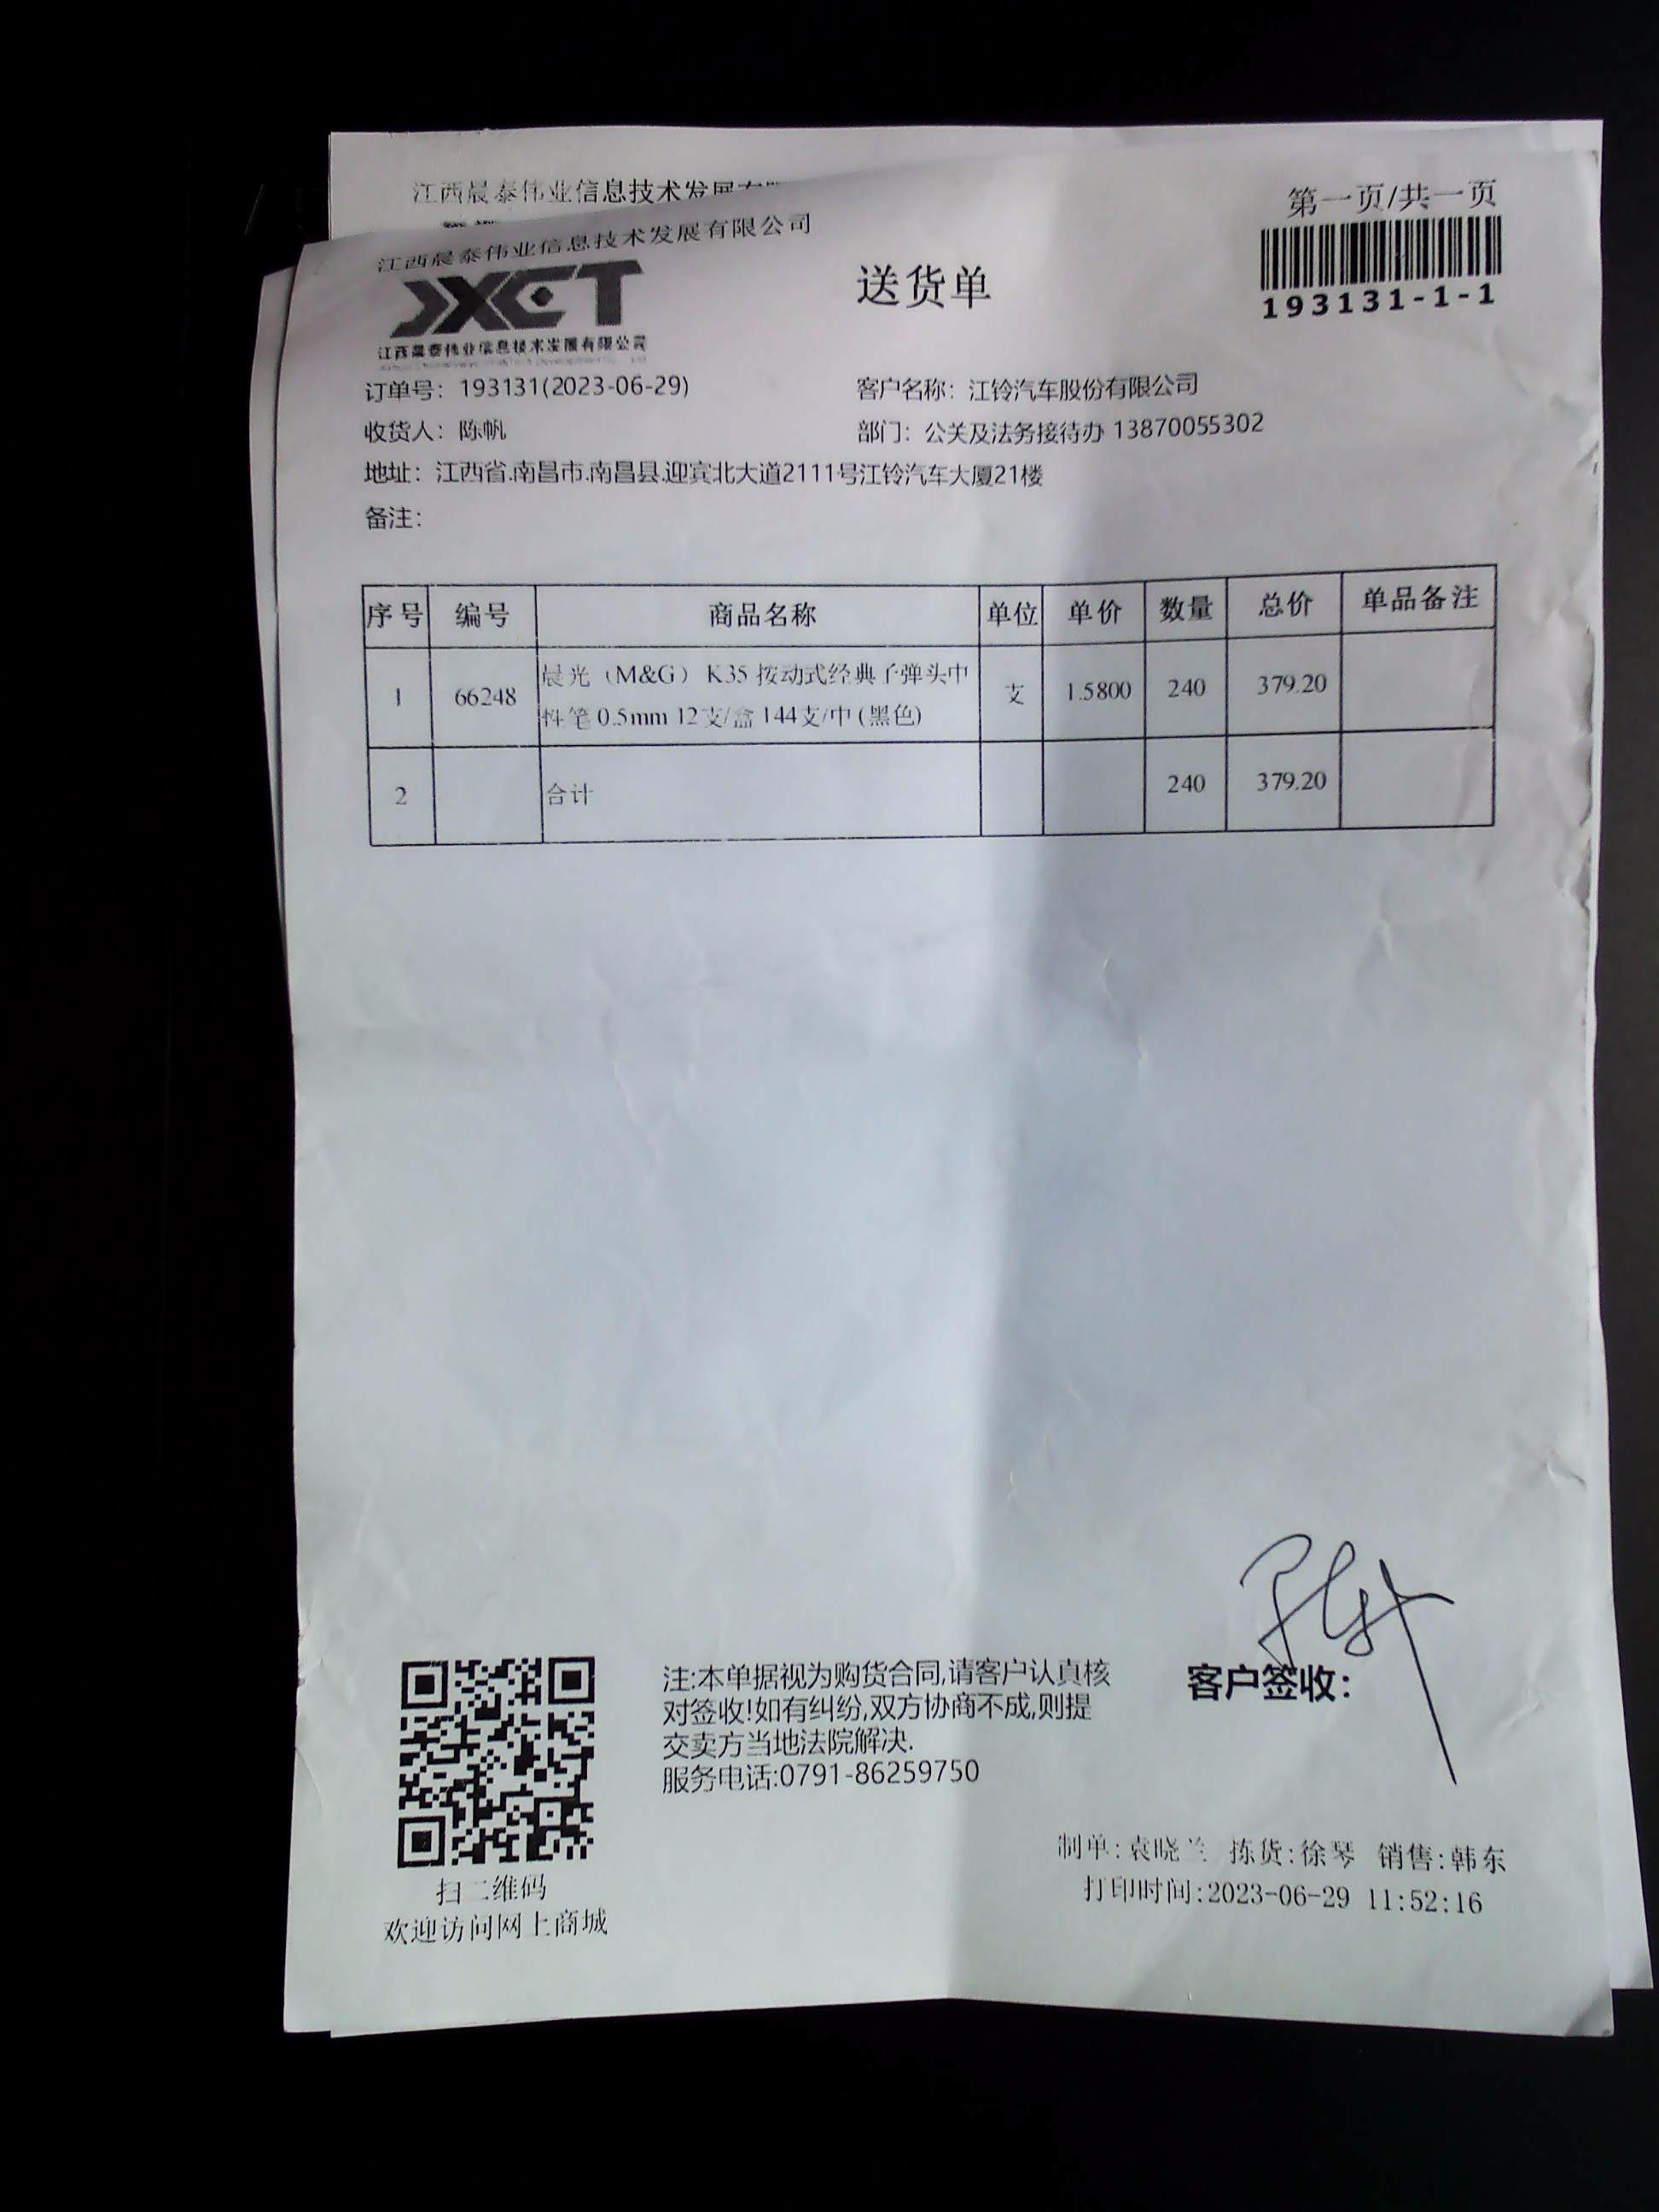 江西晨泰伟业信息技术发展有
江西晨泰伟业信息技术发展有限公司
第一页/共一页
JXCT
送货单
193131-1-1
江西晨泰伟业信息技术发展有限公司
订单号：193131(2023-06-29)
客户名称：江铃汽车股份有限公司
收货人：陈帆
部门：公关及法务接待办 13870055302
地址：江西省.南昌市.南昌县.迎宾北大道2111号江铃汽车大厦21楼
备注：
序号 编号 商品名称 单位 单价 数量 总价 单品备注
1 66248 晨光（M&G） K35 按动式经典子弹头中 支 1.5800 240 379.20
性笔 0.5mm 12支/盒 144支/中 (黑色)
2 合计 240 379.20
注:本单据视为购货合同,请客户认真核
对签收!如有纠纷,双方协商不成,则提
交卖方当地法院解决.
服务电话:0791-86259750
客户签收：
扫二维码
欢迎访问网上商城
制单:袁晓兰 拣货:徐琴 销售:韩东
打印时间:2023-06-29 11:52:16